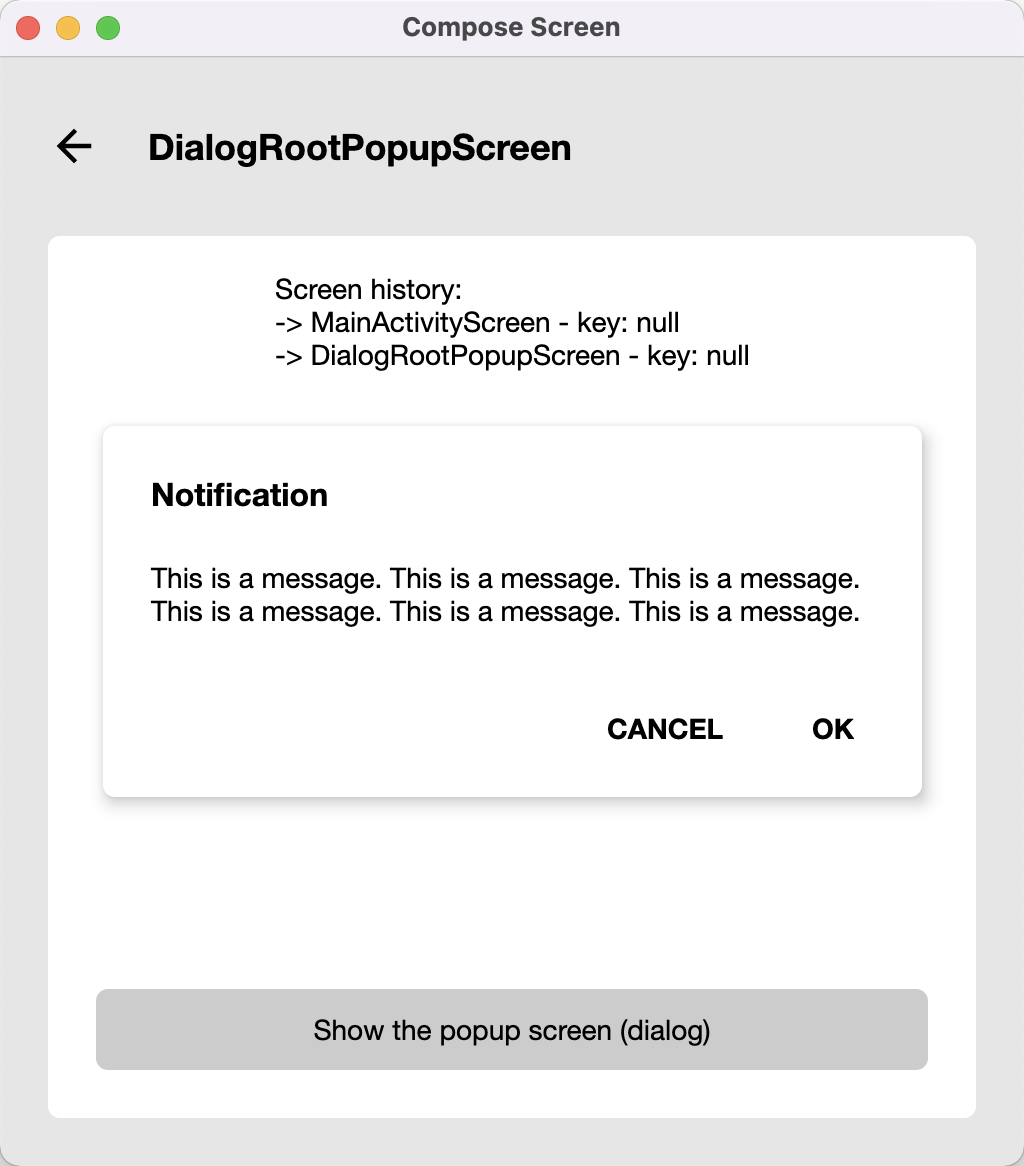 Compose Screen
DialogRootPopupScreen
Screen history:
-> MainActivityScreen - key: null
-> DialogRootPopupScreen - key: null
Notification
This is a message. This is a message. This is a message.
This is a message. This is a message. This is a message.
CANCEL OK
Show the popup screen (dialog)